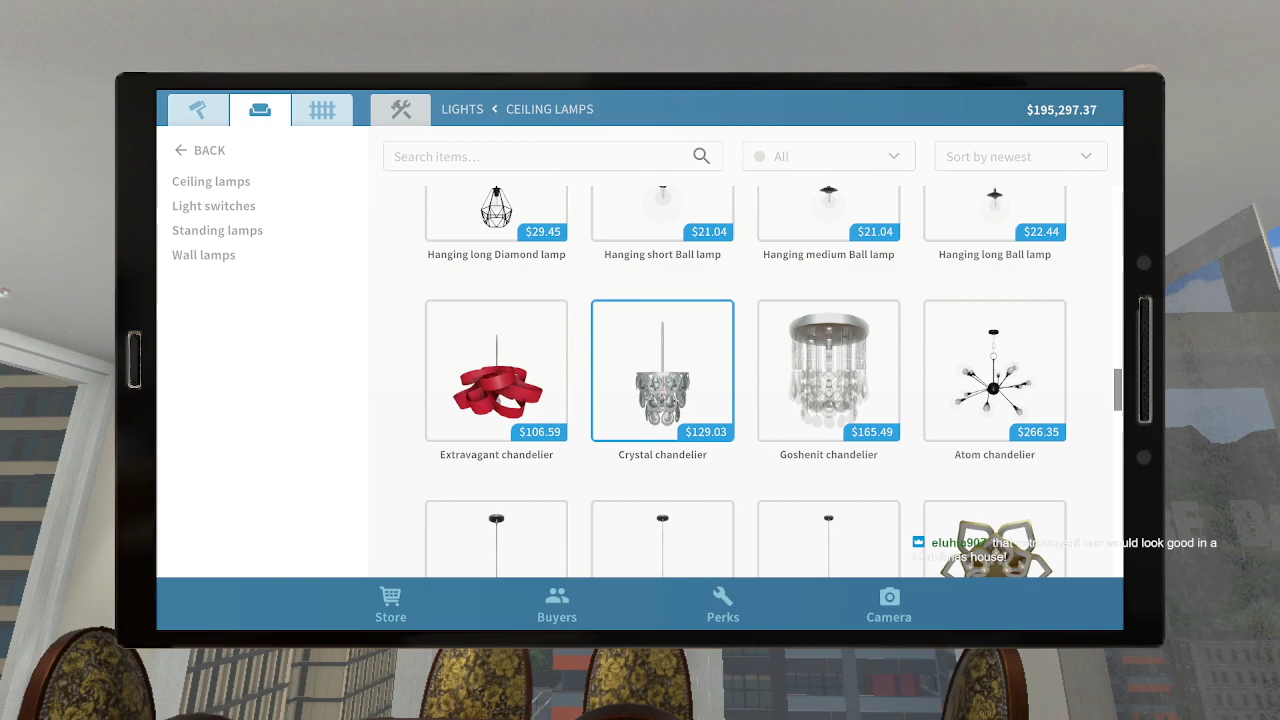 LIGHTS < CEILING LAMPS
$195,297.37
BACK
Search items...
All
Sort by newest
Ceiling lamps
Light switches
Standing lamps
Wall lamps
$29.45
$21.04
$21.04
$22.44
Hanging long Diamond lamp
Hanging short Ball lamp
Hanging medium Ball lamp
Hanging long Ball lamp
$106.59
$129.03
$165.49
$266.35
Extravagant chandelier
Crystal chandelier
Goshenit chandelier
Atom chandelier
that would look good in a
house!
Store
Buyers
Perks
Camera